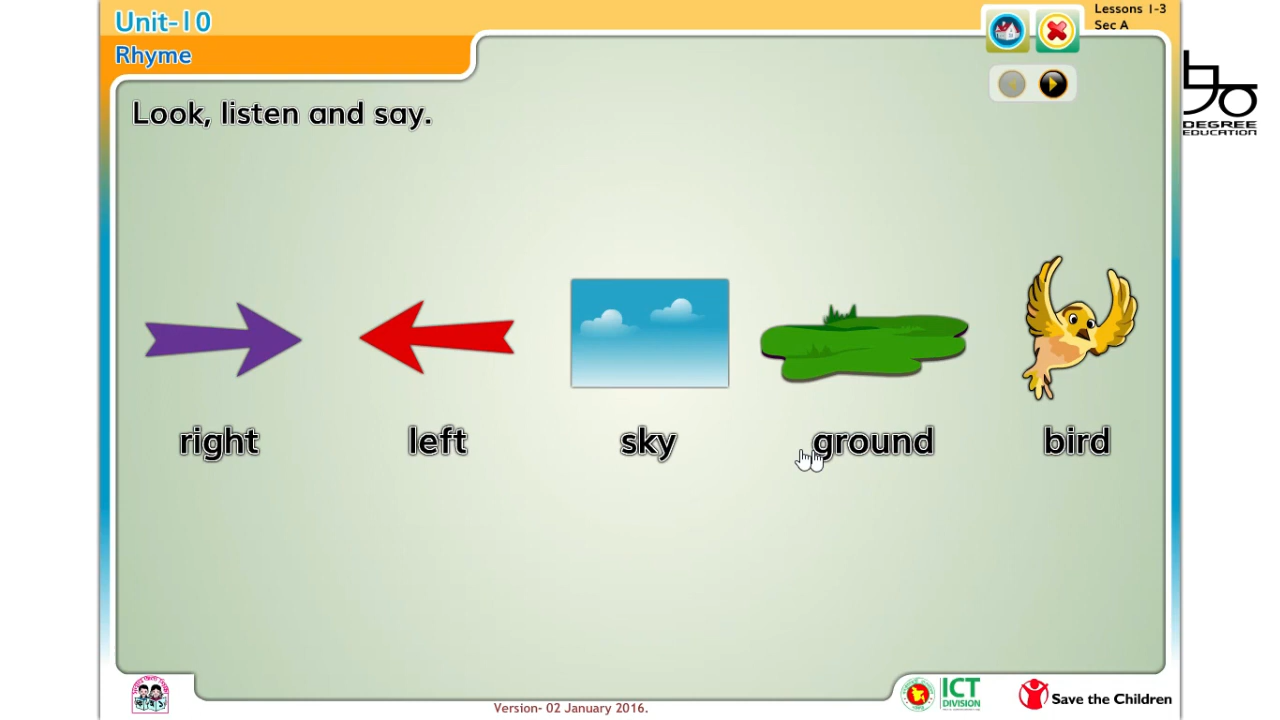 Unit-10
Lessons 1-3
Sec A
Rhyme
Look, listen and say.
DEGREE
EDUCATION
right
left
sky
ground
bird
Version- 02 January 2016.
ICT
DIVISION
Save the Children